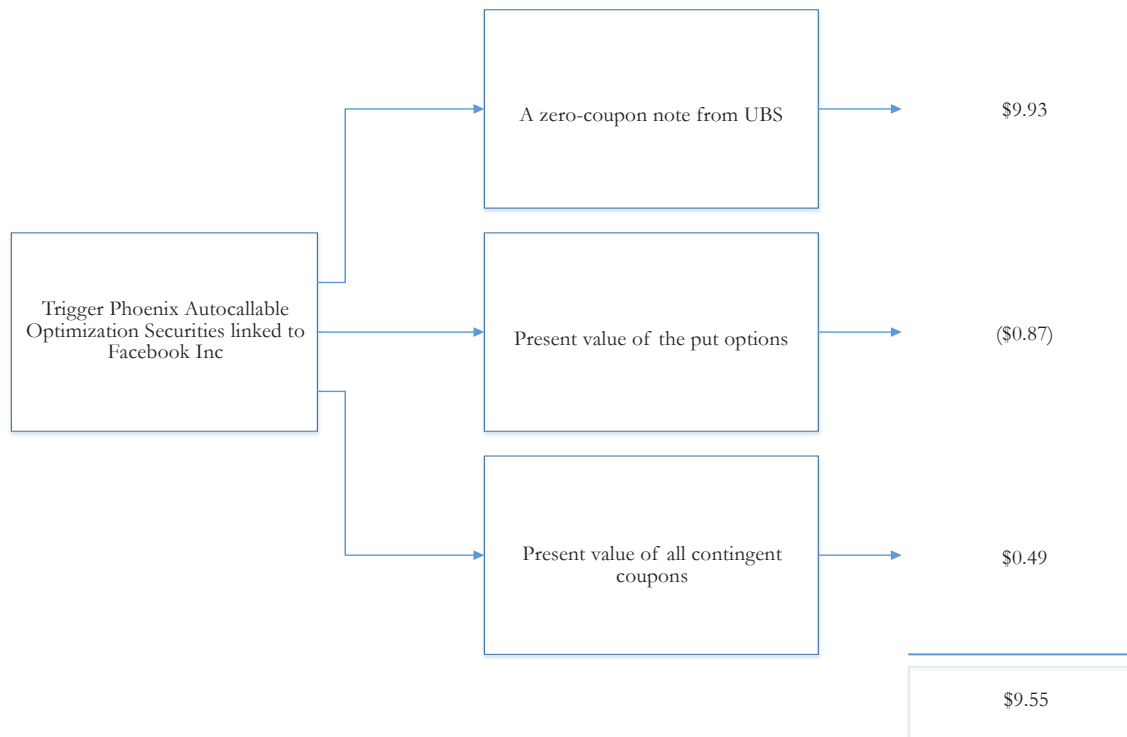 A zero-coupon note from UBS
$9.93
Trigger Phoenix Autocallable
Optimization Securities linked to
Facebook Inc
Present value of the put options
($0.87)
Present value of all contingent
coupons
$0.49
$9.55